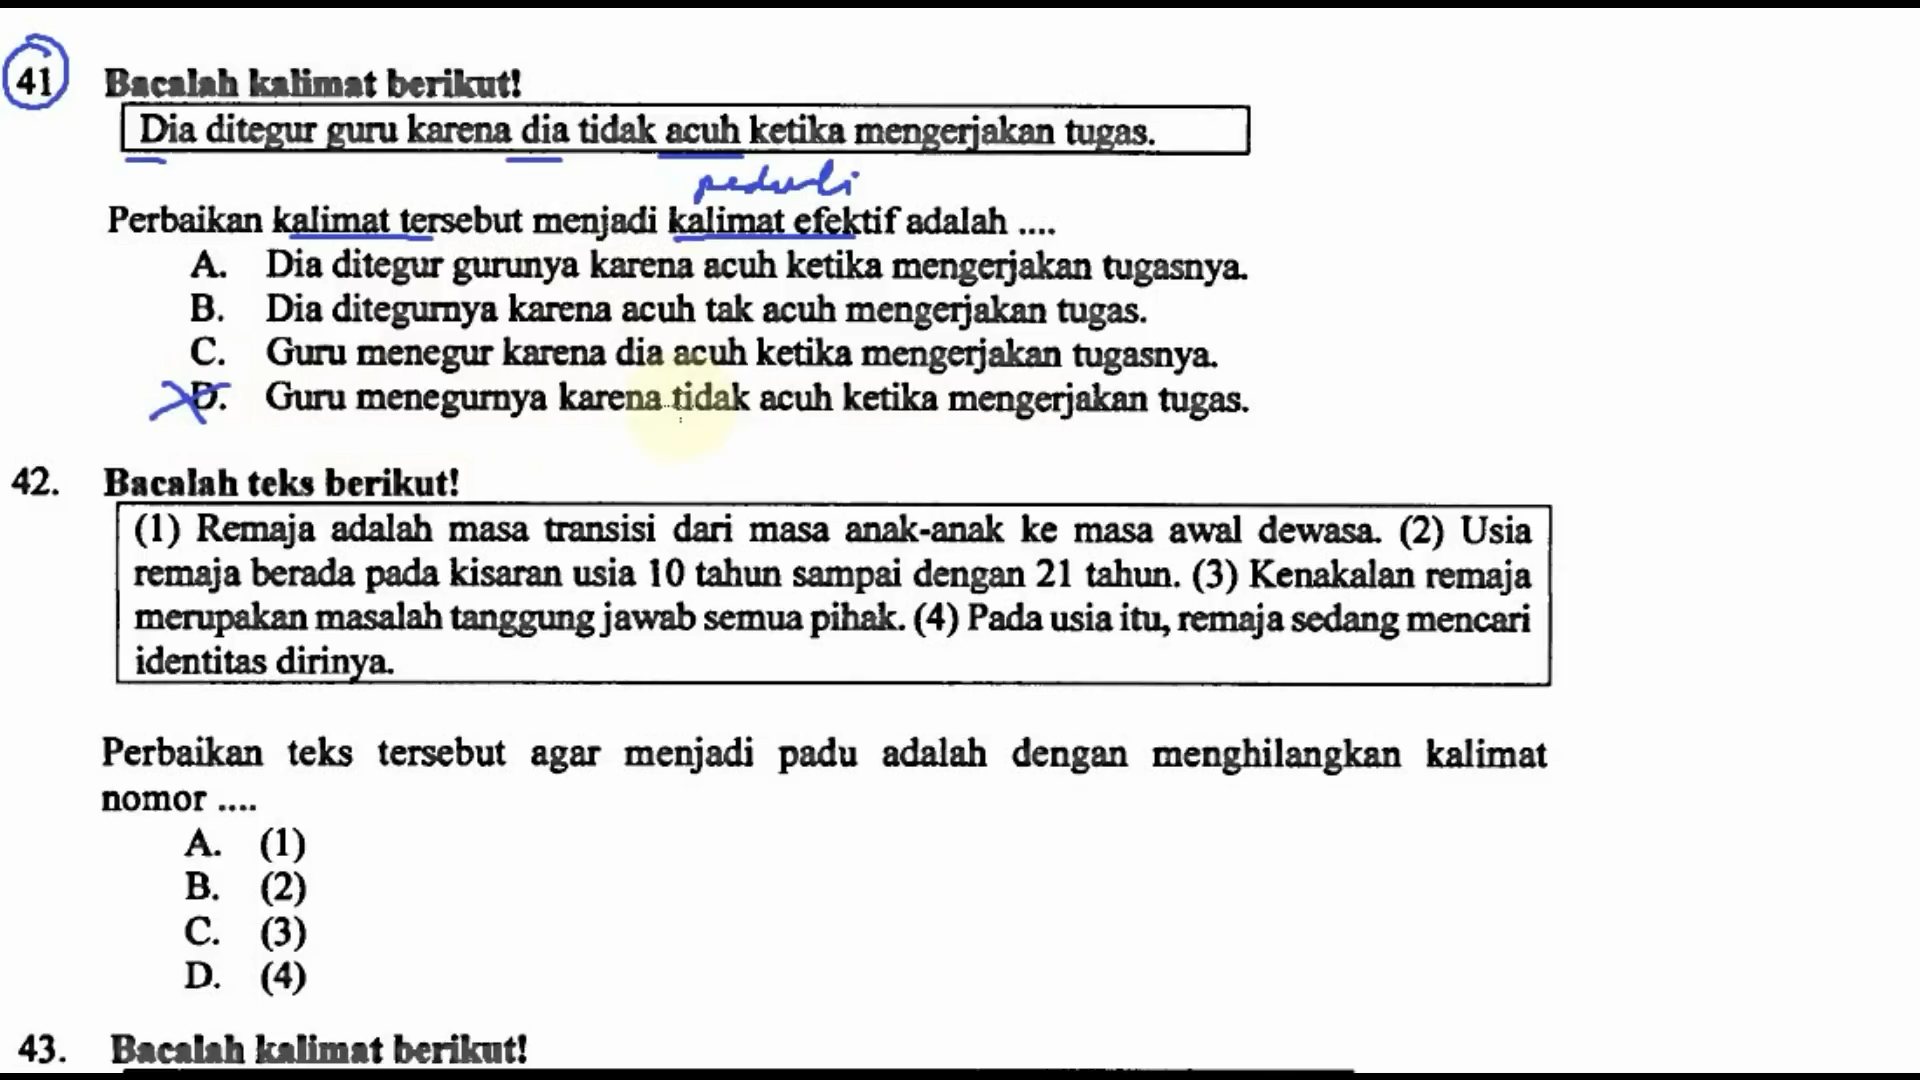 41 Bacalah kalimat berikut!
Dia ditegur guru karena dia tidak acuh ketika mengerjakan tugas.
peduli
Perbaikan kalimat tersebut menjadi kalimat efektif adalah ....
A. Dia ditegur gurunya karena acuh ketika mengerjakan tugasnya.
B. Dia ditegurnya karena acuh tak acuh mengerjakan tugas.
C. Guru menegur karena dia acuh ketika mengerjakan tugasnya.
D. Guru menegurnya karena tidak acuh ketika mengerjakan tugas.
42. Bacalah teks berikut!
(1) Remaja adalah masa transisi dari masa anak-anak ke masa awal dewasa. (2) Usia
remaja berada pada kisaran usia 10 tahun sampai dengan 21 tahun. (3) Kenakalan remaja
merupakan masalah tanggung jawab semua pihak. (4) Pada usia itu, remaja sedang mencari
identitas dirinya.
Perbaikan teks tersebut agar menjadi padu adalah dengan menghilangkan kalimat
nomor ....
A. (1)
B. (2)
C. (3)
D. (4)
43. Bacalah kalimat berikut!